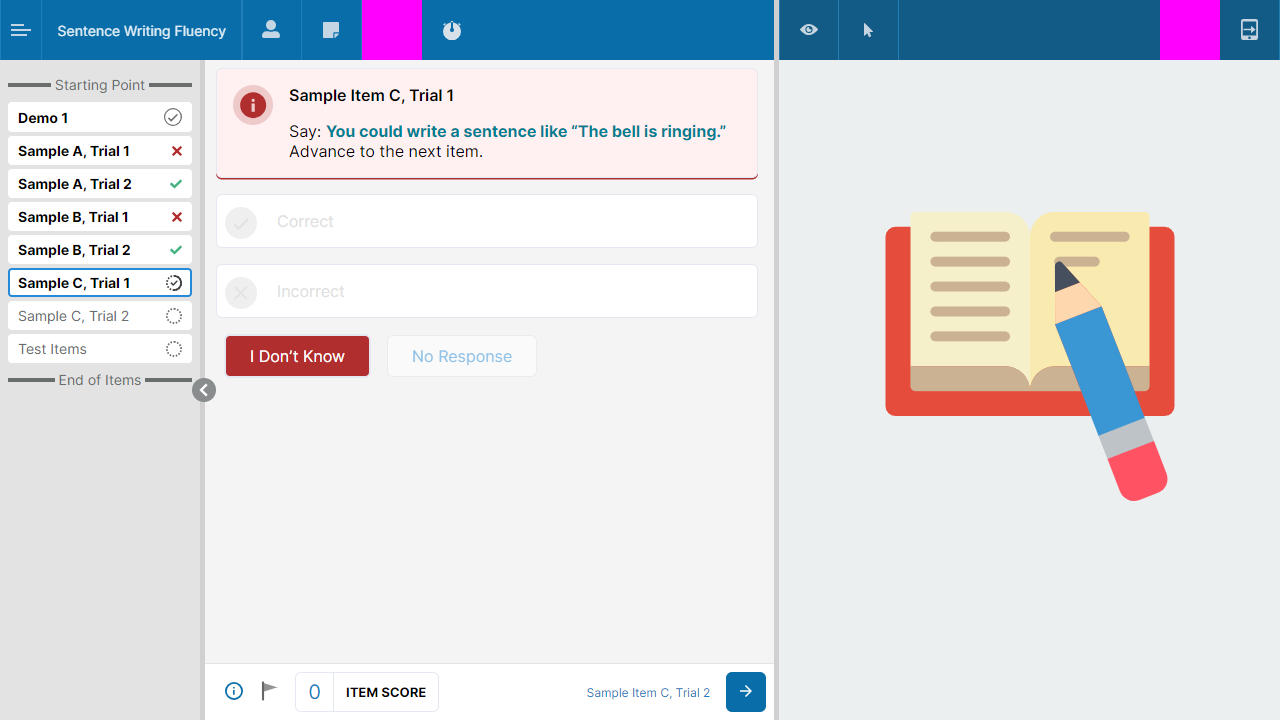 Sentence Writing Fluency
Starting Point
Demo 1
Sample A, Trial 1
Sample A, Trial 2
Sample B, Trial 1
Sample B, Trial 2
Sample C, Trial 1
Sample C, Trial 2
Test Items
End of Items
Sample Item C, Trial 1
Say: You could write a sentence like “The bell is ringing.”
Advance to the next item.
Correct
Incorrect
I Don’t Know
No Response
0
ITEM SCORE
Sample Item C, Trial 2